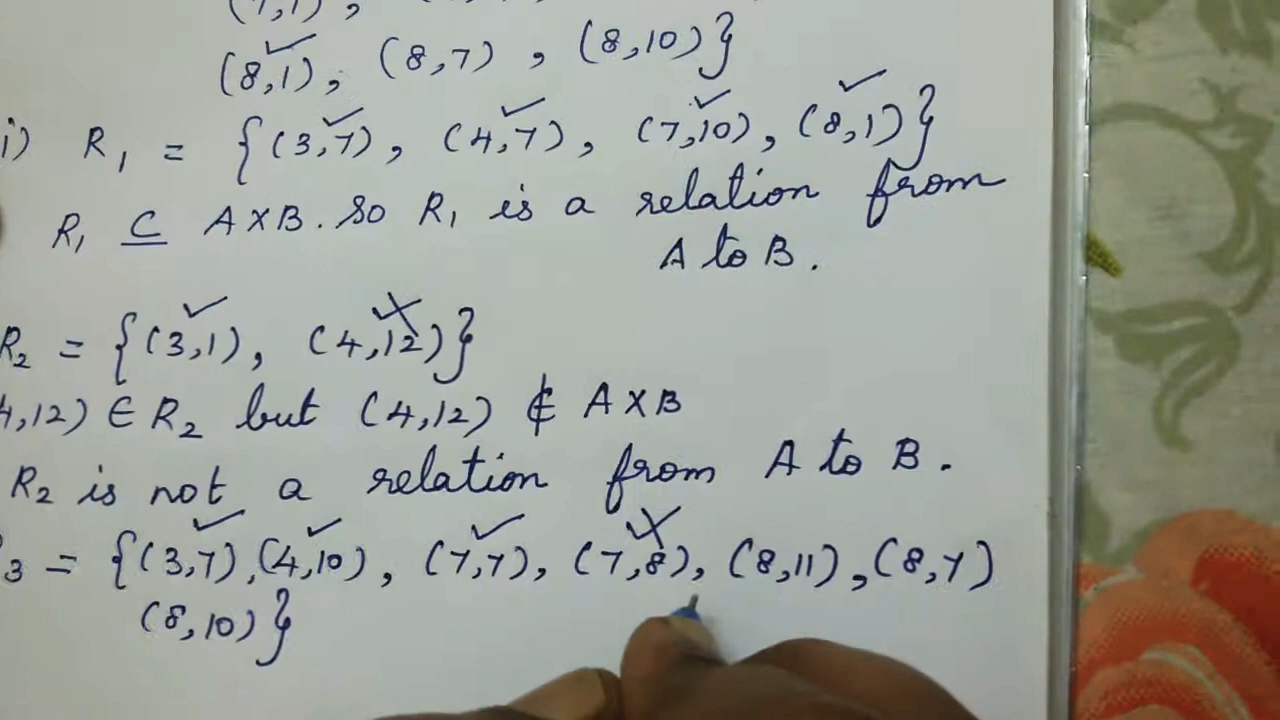 (7,1),
(8,1), (8,7), (8,10)}
i) R₁ = {(3,7), (4,7), (7,10), (8,1)}
R₁ ⊆ A×B. So R₁ is a relation from
A to B.
R₂ = {(3,1), (4,12)}
4,12) ∈ R₂ but (4,12) ∉ A×B
R₂ is not a relation from A to B.
3 = {(3,7), (4,10), (7,7), (7,8), (8,11), (8,7)
(8,10)}